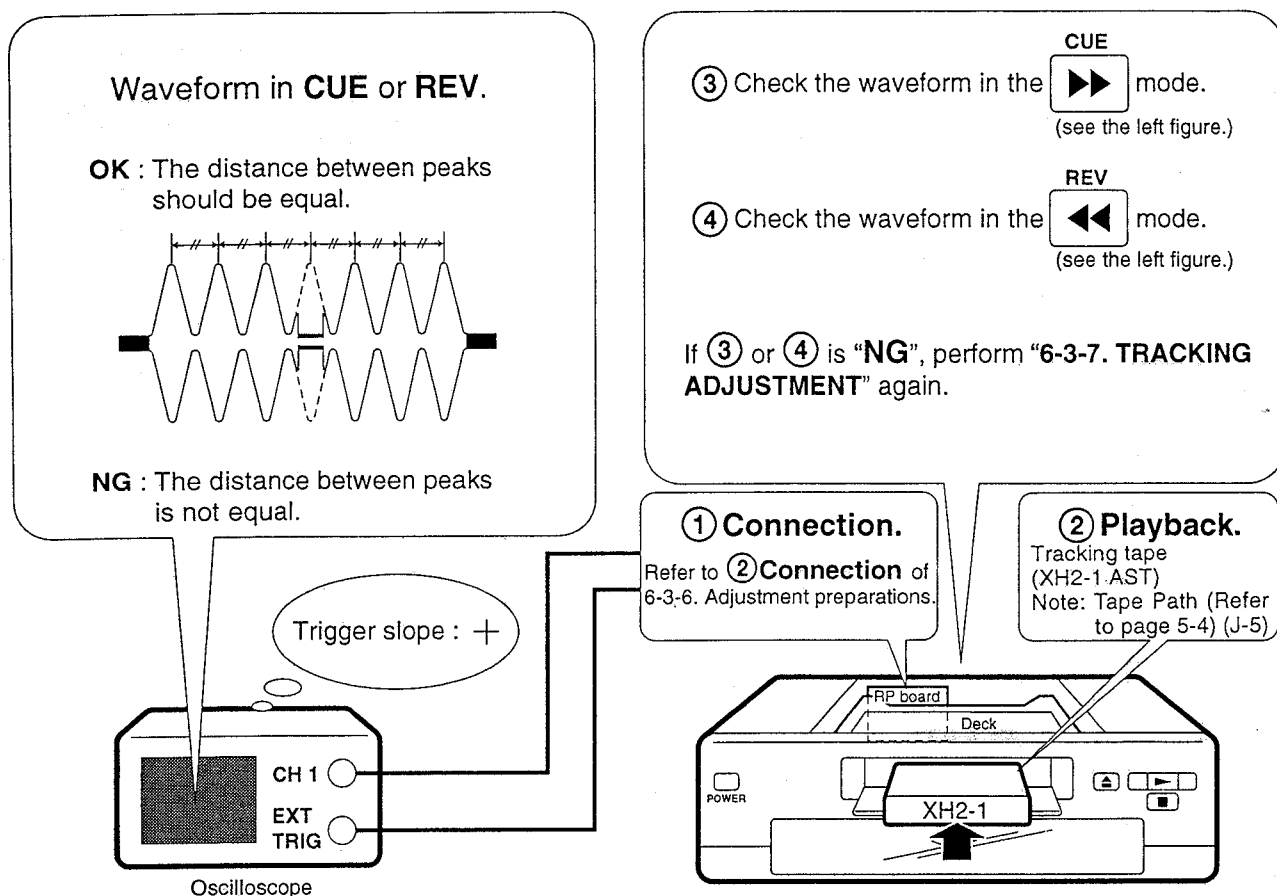 Waveform in CUE or REV.
OK : The distance between peaks
should be equal.
NG : The distance between peaks
is not equal.
CUE
③ Check the waveform in the ▶▶ mode.
(see the left figure.)
REV
④ Check the waveform in the ◀◀ mode.
(see the left figure.)
If ③ or ④ is “NG”, perform “6-3-7. TRACKING
ADJUSTMENT” again.
① Connection.
Refer to ② Connection of
6-3-6. Adjustment preparations.
② Playback.
Tracking tape
(XH2-1 AST)
Note: Tape Path (Refer
to page 5-4) (J-5)
Trigger slope : +
CH 1
EXT
TRIG
Oscilloscope
RP board
Deck
POWER
XH2-1